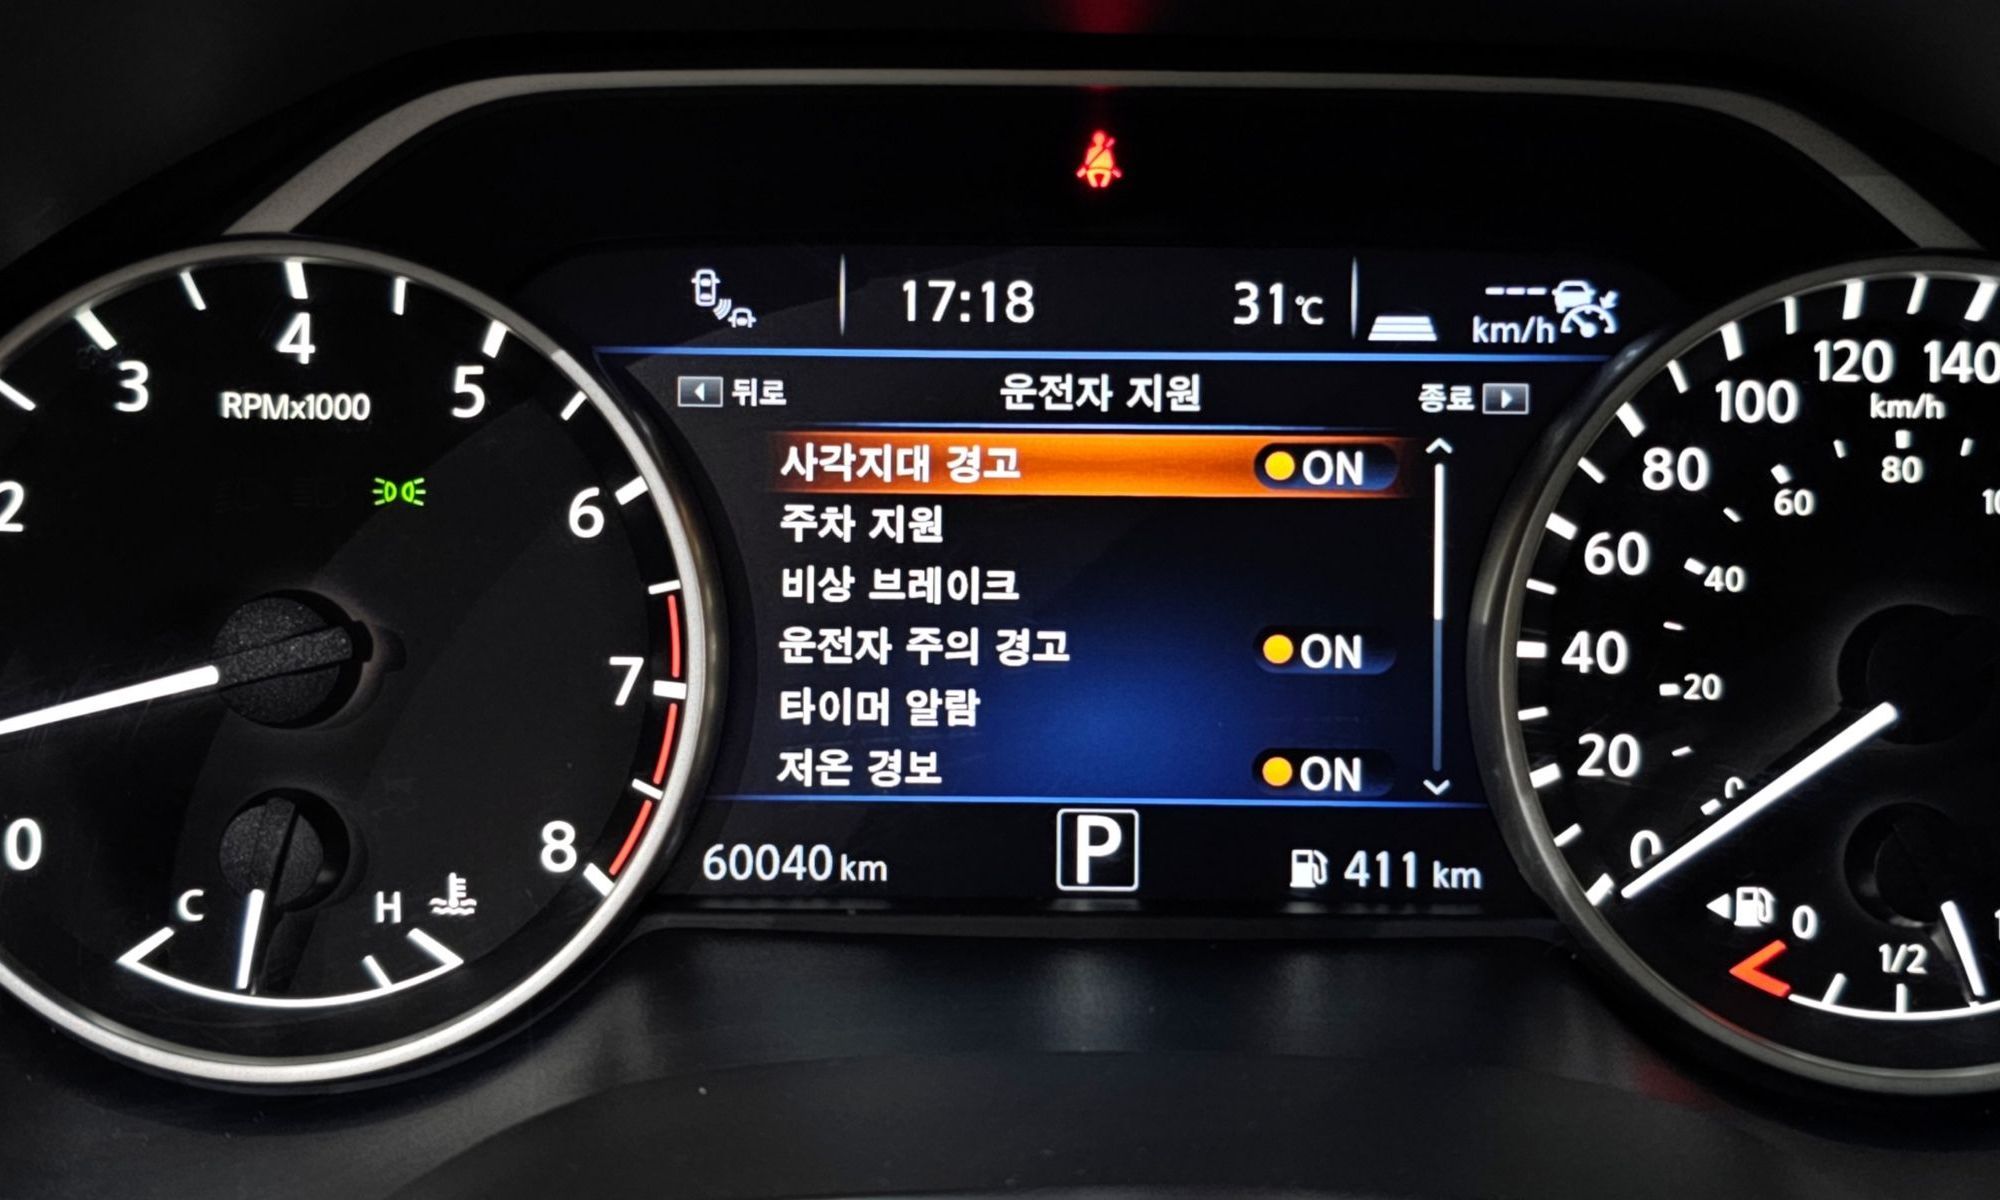 17:18 31℃ --- km/h
뒤로 운전자 지원 종료
사각지대 경고 ON
주차 지원
비상 브레이크
운전자 주의 경고 ON
타이머 알람
저온 경보 ON
60040 km P 411 km
0 2 3 4 5 6 7 8
RPMx1000
C H
0 20 40 60 80 100 120 140
km/h
0 20 40 60 80
0 1/2